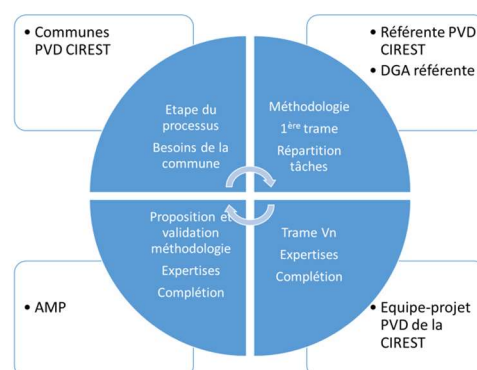 • Communes
PVD CIREST
• Référente PVD
CIREST
• DGA référente
Etape du
processus
Besoins de la
commune
Méthodologie
1ère trame
Répartition
tâches
Proposition et
validation
méthodologie
Expertises
Complétion
Trame Vn
Expertises
Complétion
• AMP
• Equipe-projet
PVD de la
CIREST